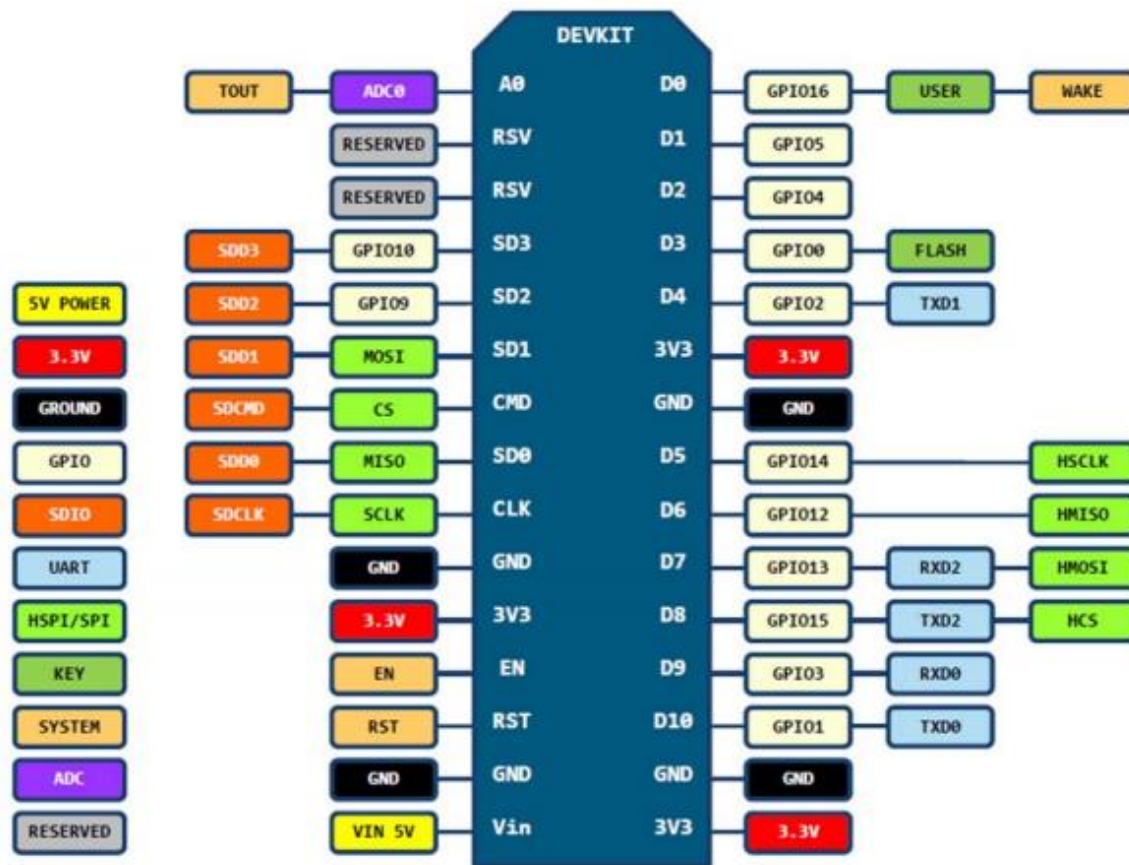 DEVKIT
TOUT ADC0 A0 D0 GPIO16 USER WAKE
RESERVED RSV D1 GPIO5
RESERVED RSV D2 GPIO4
SDD3 GPIO10 SD3 D3 GPIO0 FLASH
5V POWER SDD2 GPIO9 SD2 D4 GPIO2 TXD1
3.3V SDD1 MOSI SD1 3V3 3.3V
GROUND SDCMD CS CMD GND GND
GPIO SDD0 MISO SD0 D5 GPIO14 HSCLK
SDIO SDCLK SCLK CLK D6 GPIO12 HMISO
UART GND GND D7 GPIO13 RXD2 HMOSI
HSPI/SPI 3.3V 3V3 D8 GPIO15 TXD2 HCS
KEY EN EN D9 GPIO3 RXD0
SYSTEM RST RST D10 GPIO1 TXD0
ADC GND GND GND GND
RESERVED VIN 5V Vin 3V3 3.3V